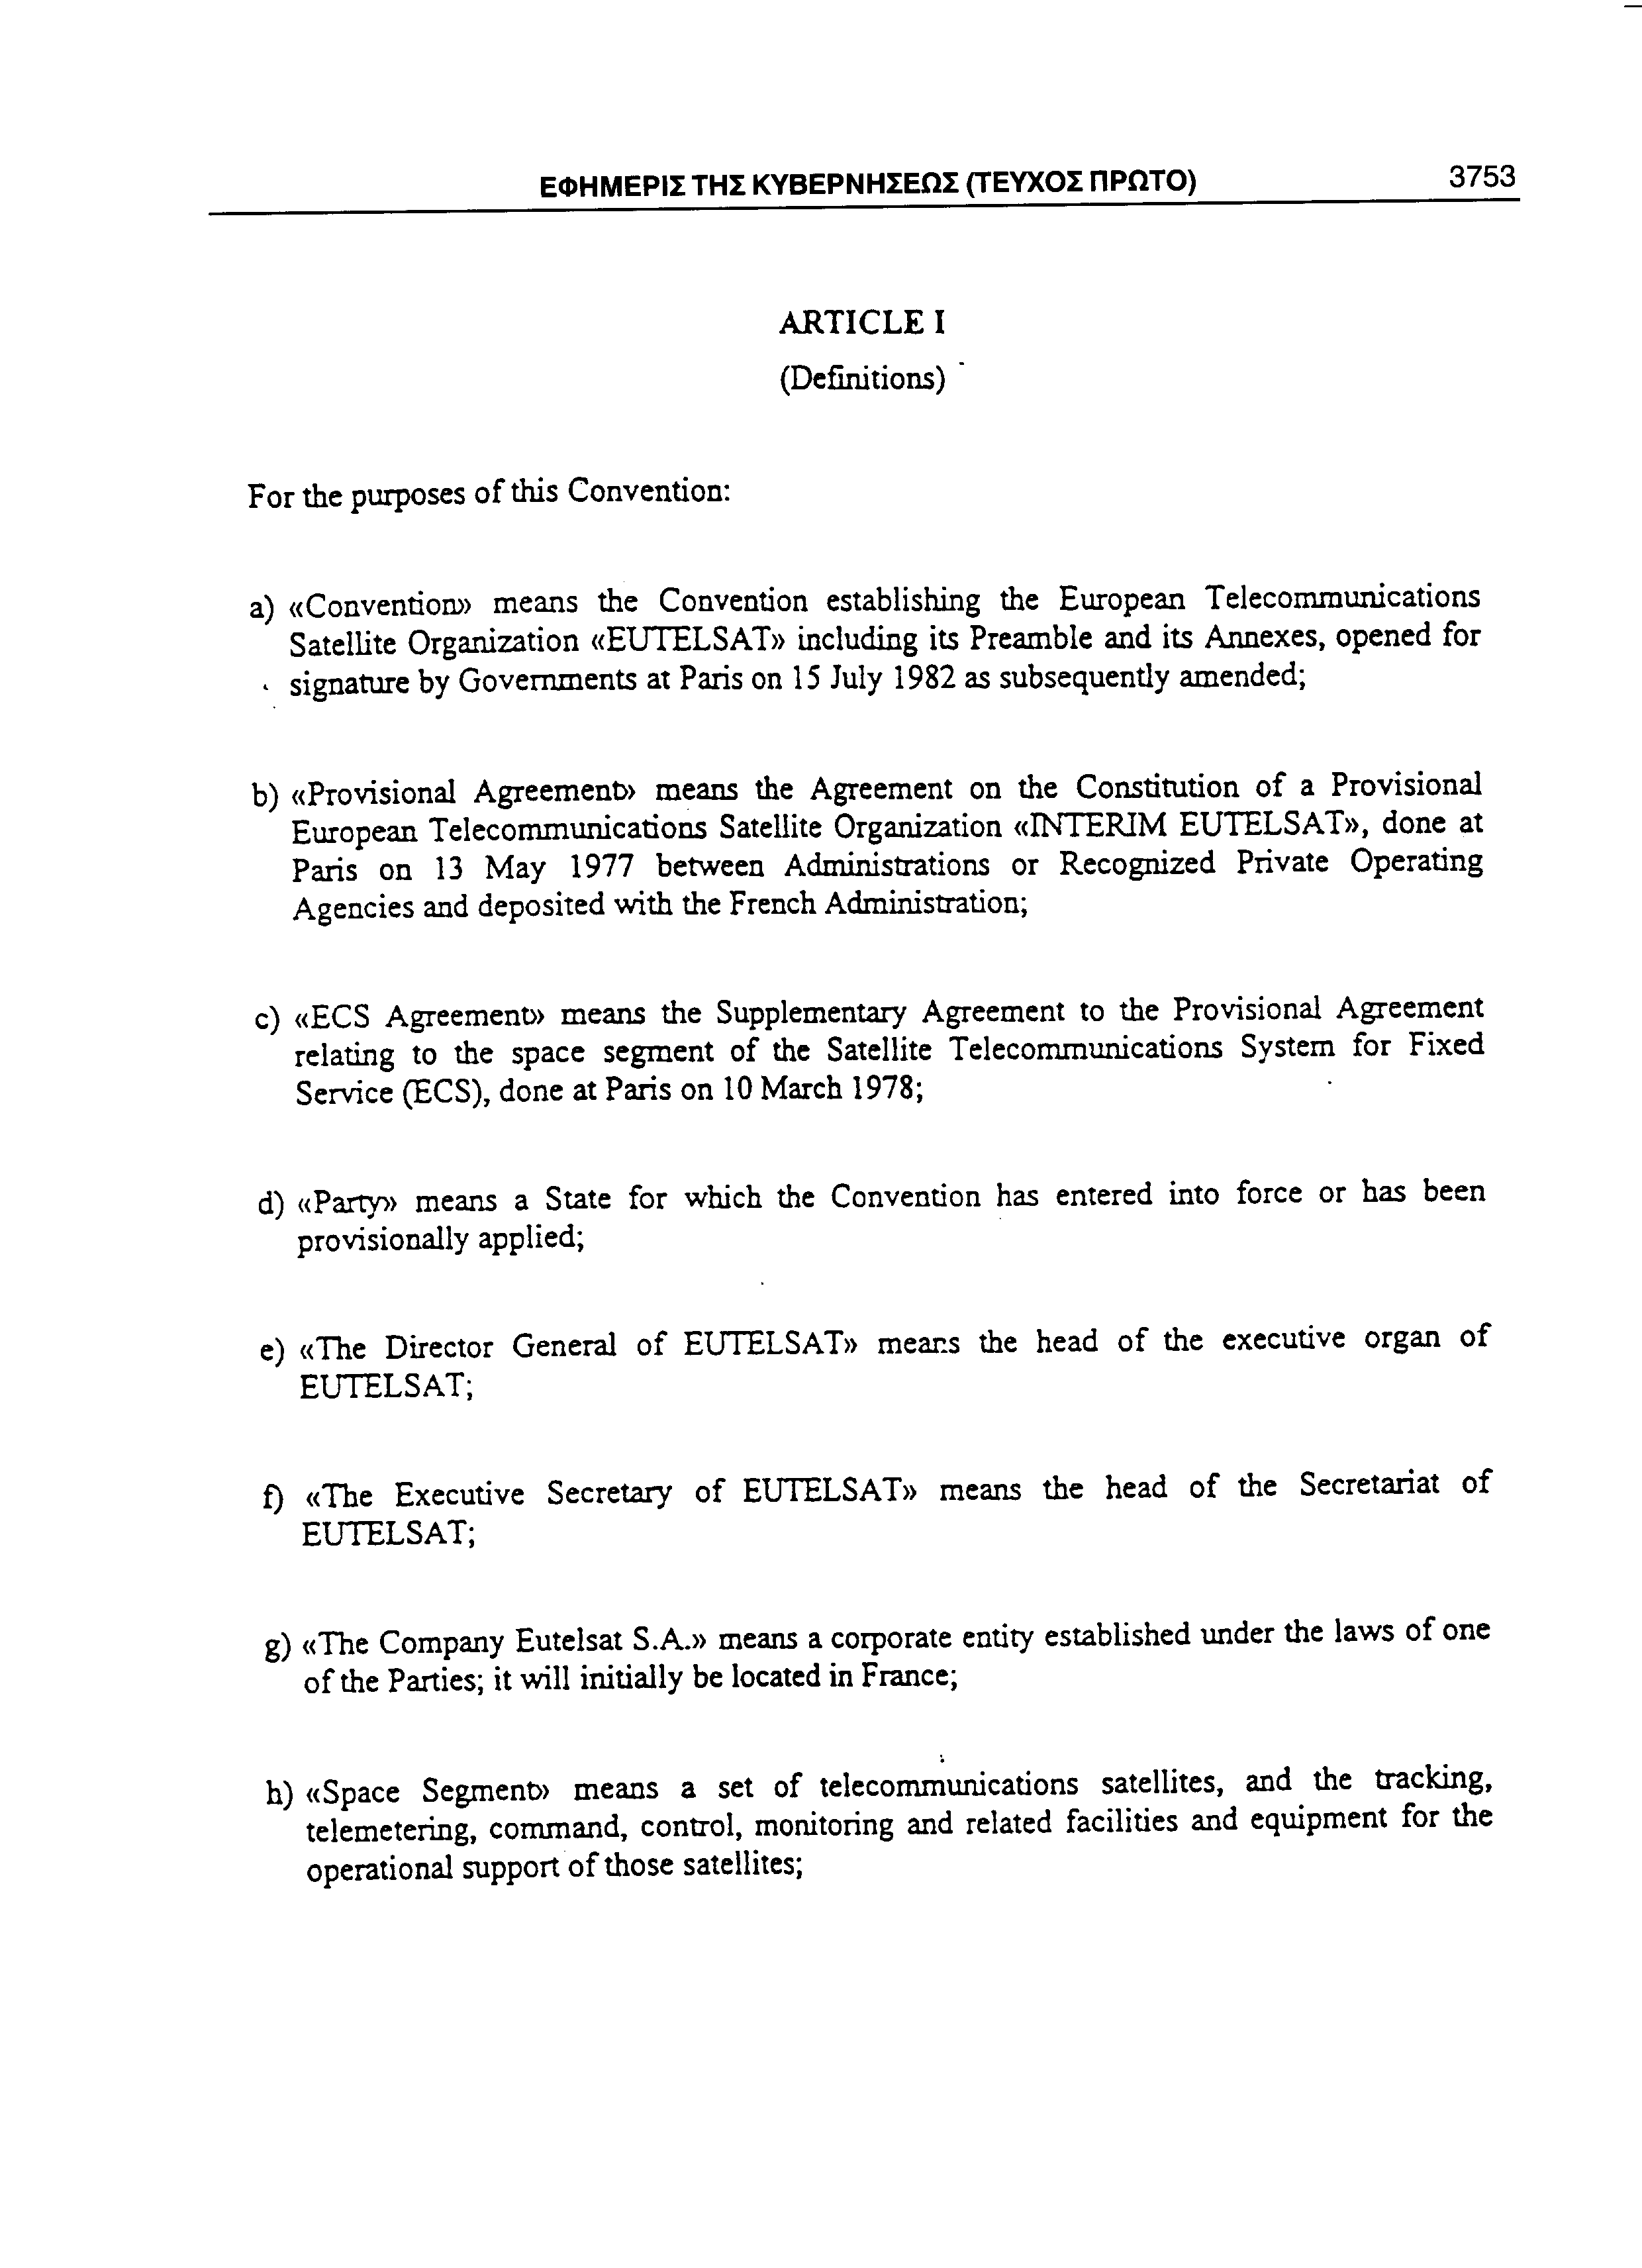 ΕΦΗΜΕΡΙΣ ΤΗΣ ΚΥΒΕΡΝΗΣΕΩΣ (ΤΕΥΧΟΣ ΠΡΩΤΟ)
3753
ARTICLE I
(Definitions)
For the purposes of this Convention:
a) «Convention» means the Convention establishing the European Telecommunications
Satellite Organization «EUTELSAT» including its Preamble and its Annexes, opened for
signature by Governments at Paris on 15 July 1982 as subsequently amended;
b) «Provisional Agreement» means the Agreement on the Constitution of a Provisional
European Telecommunications Satellite Organization «INTERIM EUTELSAT», done at
Paris on 13 May 1977 between Administrations or Recognized Private Operating
Agencies and deposited with the French Administration;
c) «ECS Agreement» means the Supplementary Agreement to the Provisional Agreement
relating to the space segment of the Satellite Telecommunications System for Fixed
Service (ECS), done at Paris on 10 March 1978;
d) «Party» means a State for which the Convention has entered into force or has been
provisionally applied;
e) «The Director General of EUTELSAT» means the head of the executive organ of
EUTELSAT;
f) «The Executive Secretary of EUTELSAT» means the head of the Secretariat of
EUTELSAT;
g) «The Company Eutelsat S.A.» means a corporate entity established under the laws of one
of the Parties; it will initially be located in France;
h) «Space Segment» means a set of telecommunications satellites, and the tracking,
telemetering, command, control, monitoring and related facilities and equipment for the
operational support of those satellites;